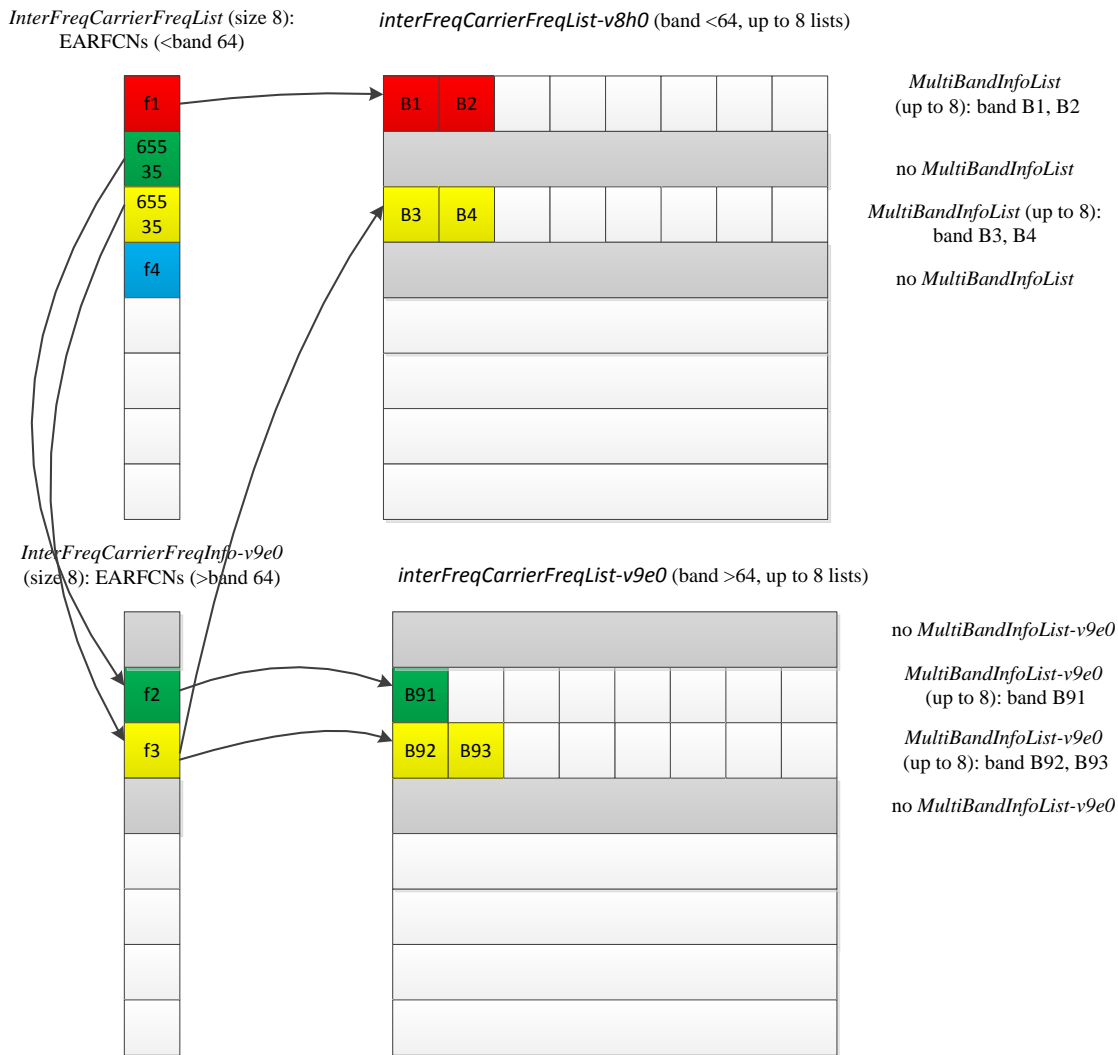 InterFreqCarrierFreqList (size 8):
EARFCNs (<band 64)
interFreqCarrierFreqList-v8h0 (band <64, up to 8 lists)
f1
B1 B2
MultiBandInfoList
(up to 8): band B1, B2
655
35
no MultiBandInfoList
655
35
B3 B4
MultiBandInfoList (up to 8):
band B3, B4
f4
no MultiBandInfoList
InterFreqCarrierFreqInfo-v9e0
(size 8): EARFCNs (>band 64)
interFreqCarrierFreqList-v9e0 (band >64, up to 8 lists)
no MultiBandInfoList-v9e0
f2
B91
MultiBandInfoList-v9e0
(up to 8): band B91
f3
B92 B93
MultiBandInfoList-v9e0
(up to 8): band B92, B93
no MultiBandInfoList-v9e0